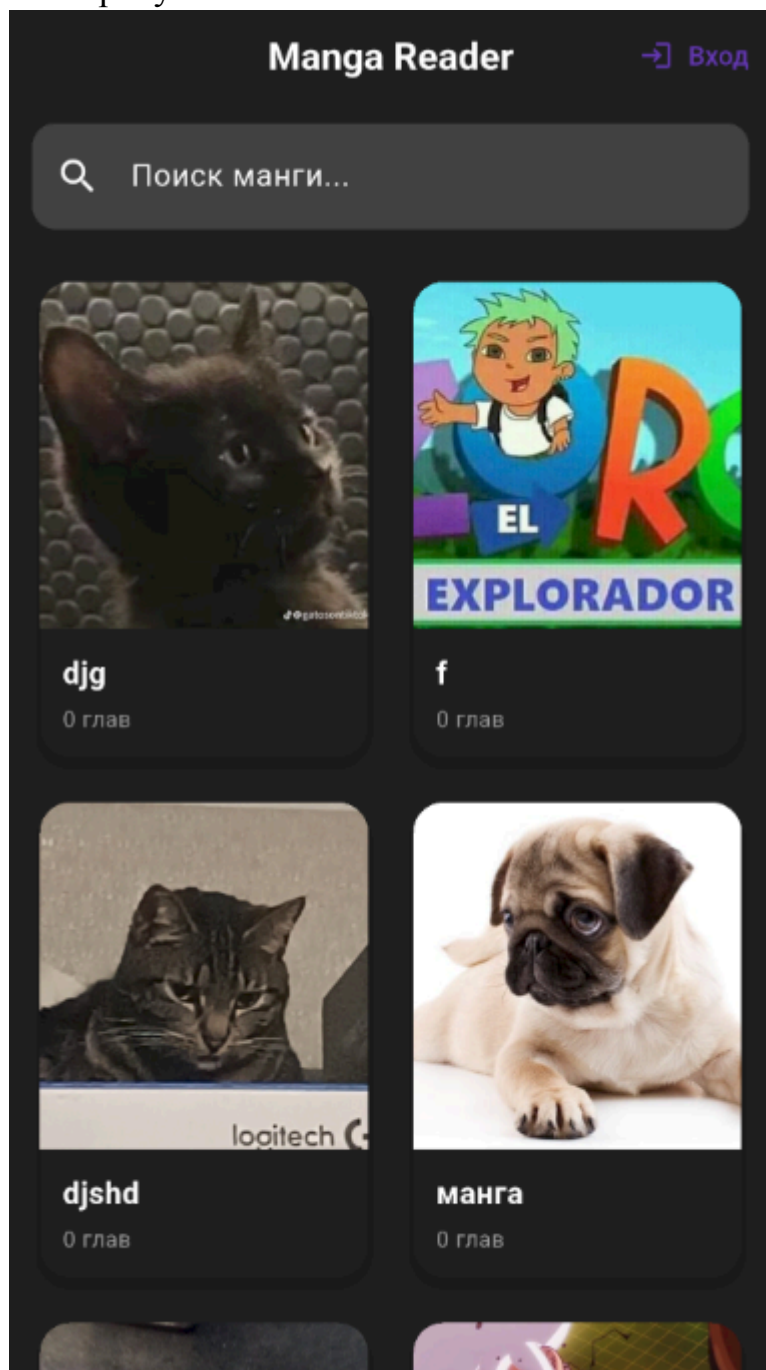 Manga Reader
Вход
Поиск манги...
EL
EXPLORADOR
djg
f
0 глав
0 глав
logitech G
djshd
манга
0 глав
0 глав